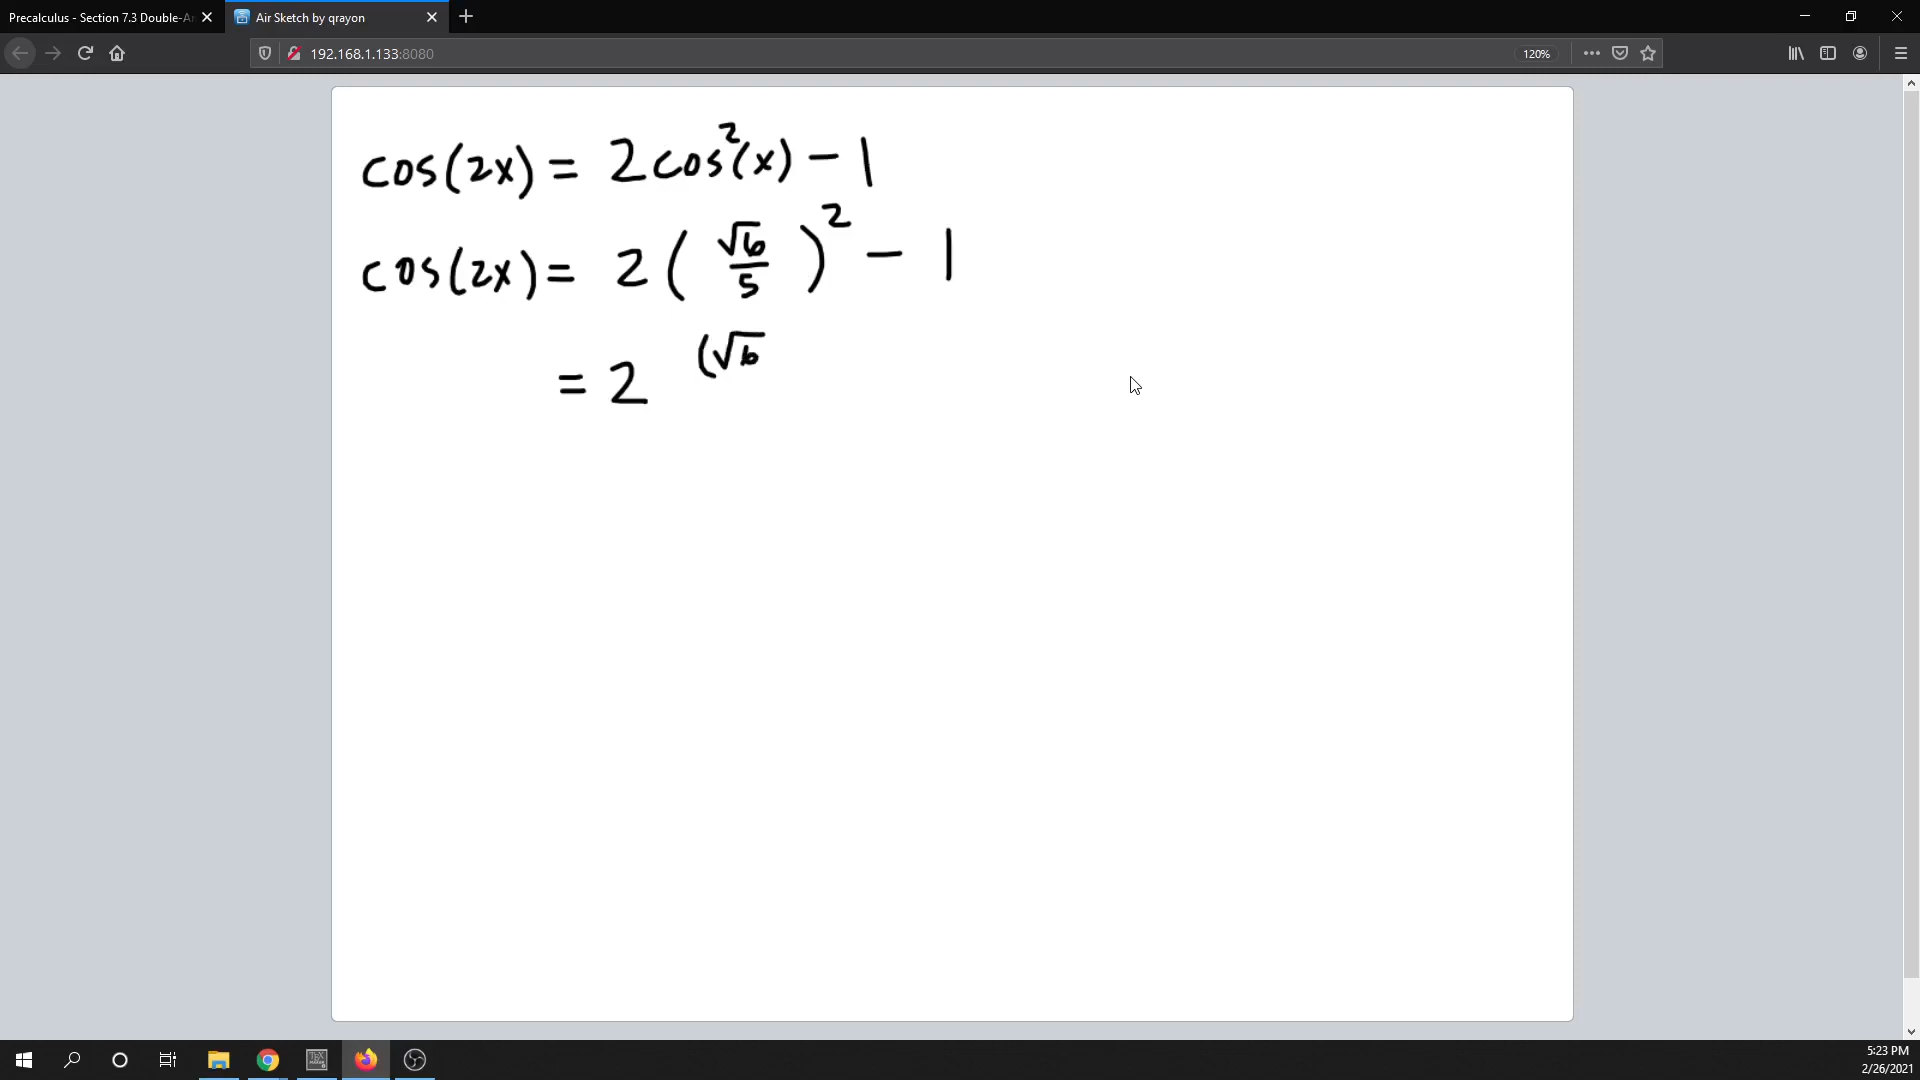 Precalculus - Section 7.3 Double-A
Air Sketch by qrayon
192.168.1.133:8080
120%
cos(2x) = 2cos²(x) - 1
cos(2x) = 2(√6/5)² - 1
= 2 (√6
5:23 PM
2/26/2021